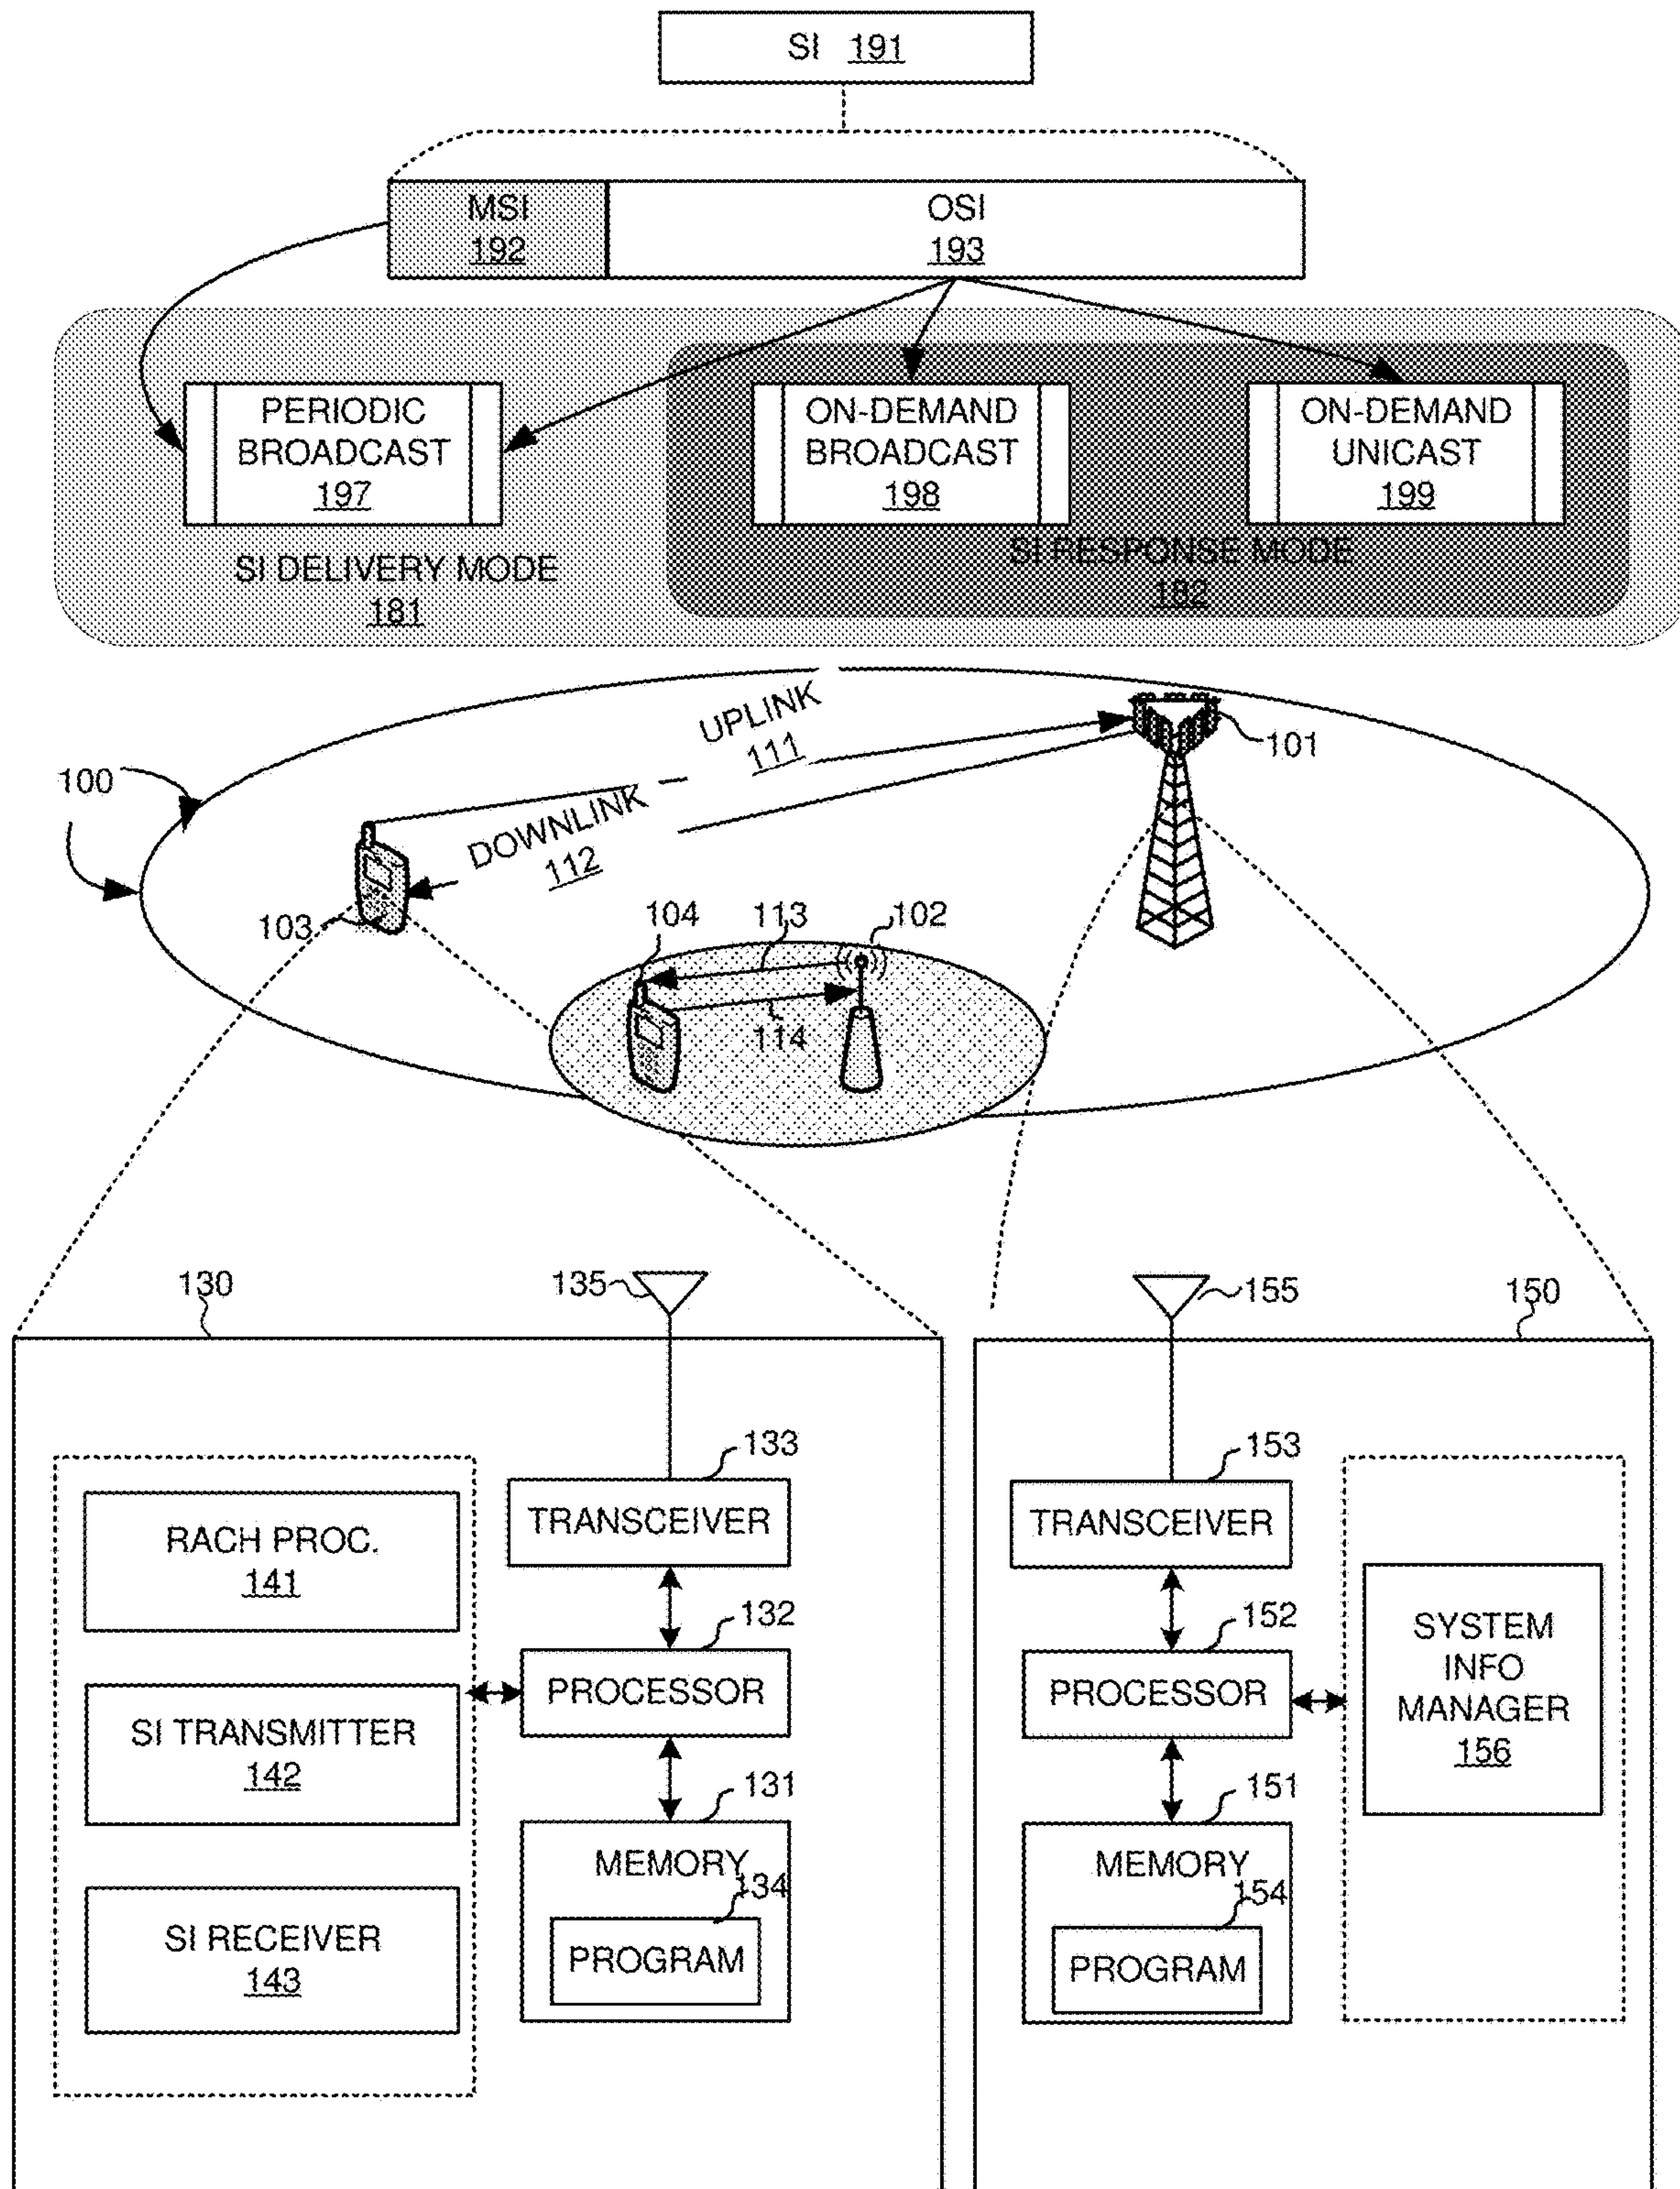 SI 191
MSI
192
OSI
193
PERIODIC
BROADCAST
197
ON-DEMAND
BROADCAST
198
ON-DEMAND
UNICAST
199
SI DELIVERY MODE
181
SI RESPONSE MODE
182
UPLINK
111
101
100
DOWNLINK
112
103
104
113
102
114
130
135
155
150
133
TRANSCEIVER
153
TRANSCEIVER
RACH PROC.
141
132
PROCESSOR
152
PROCESSOR
SYSTEM
INFO
MANAGER
156
SI TRANSMITTER
142
131
MEMORY
134
PROGRAM
151
MEMORY
154
PROGRAM
SI RECEIVER
143